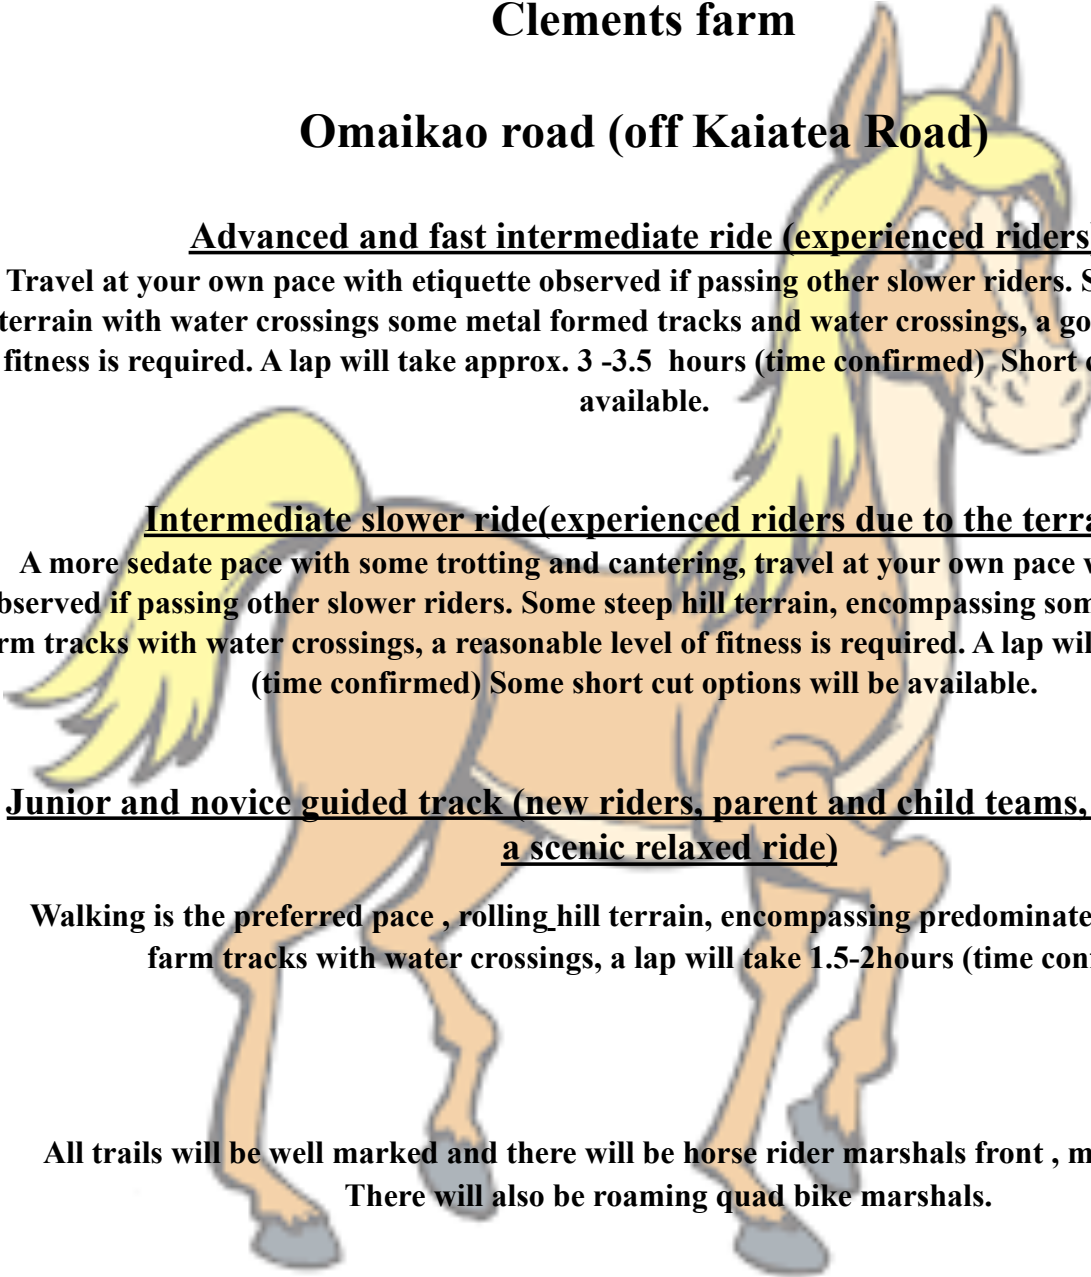 Clements farm
Omaikao road (off Kaiatea Road)
Advanced and fast intermediate ride (experienced riders
Travel at your own pace with etiquette observed if passing other slower riders.
terrain with water crossings some metal formed tracks and water crossings, a
fitness is required. A lap will take approx. 3 -3.5 hours (time confirmed) Short
available.
Intermediate slower ride(experienced riders due to the
A more sedate pace with some trotting and cantering, travel at your own pace
if passing other slower riders. Some steep hill terrain, encompassing
tracks with water crossings, a reasonable level of fitness is required. A lap
(time confirmed) Some short cut options will be available.
Junior and novice guided track (new riders, parent and child teams,
a scenic relaxed ride)
Walking is the preferred pace , rolling hill terrain, encompassing
farm tracks with water crossings, a lap will take 1.5-2hours (time
All trails will be well marked and there will be horse rider marshals front ,
There will also be roaming quad bike marshals.